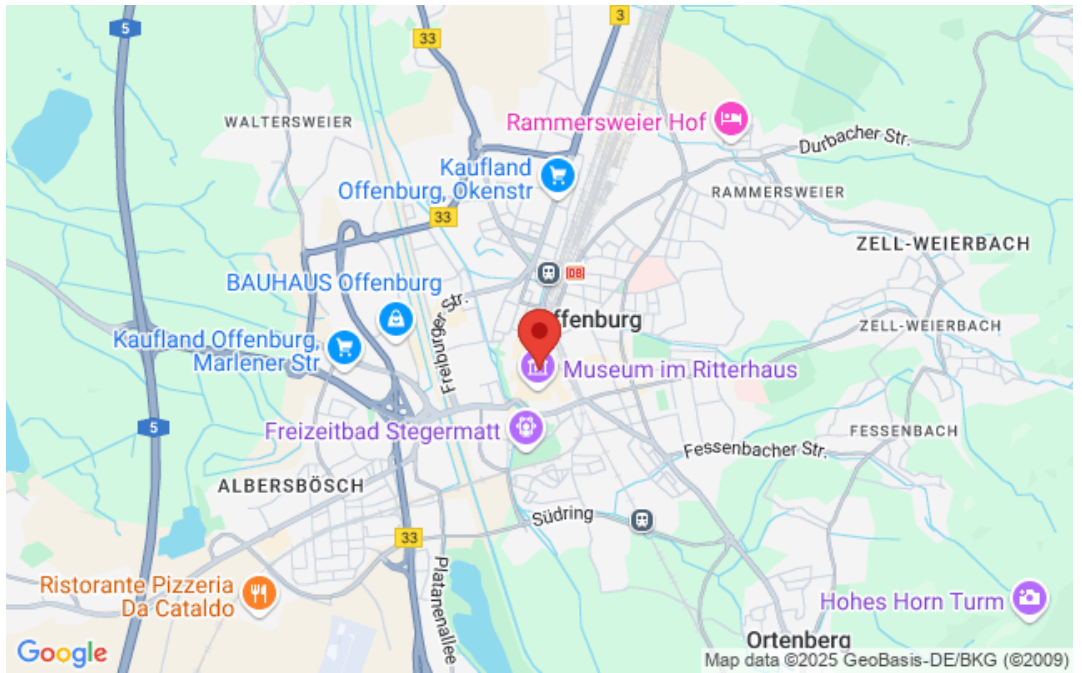 5
33
3
WALTERSWEIER
Rammersweier Hof
Durbacher Str.
Kaufland
Offenburg, Okenstr
RAMMERSWEIER
33
ZELL-WEIERBACH
DB
BAUHAUS Offenburg
Freiburger Str.
ffenburg
ZELL-WEIERBACH
Kaufland Offenburg,
Marlener Str
Museum im Ritterhaus
5
Freizeitbad Stegermatt
FESSENBACH
Fessenbacher Str.
ALBERSBÖSCH
Südring
33
Platanenallee
Ristorante Pizzeria
Da Cataldo
Hohes Horn Turm
Ortenberg
Google
Map data ©2025 GeoBasis-DE/BKG (©2009)